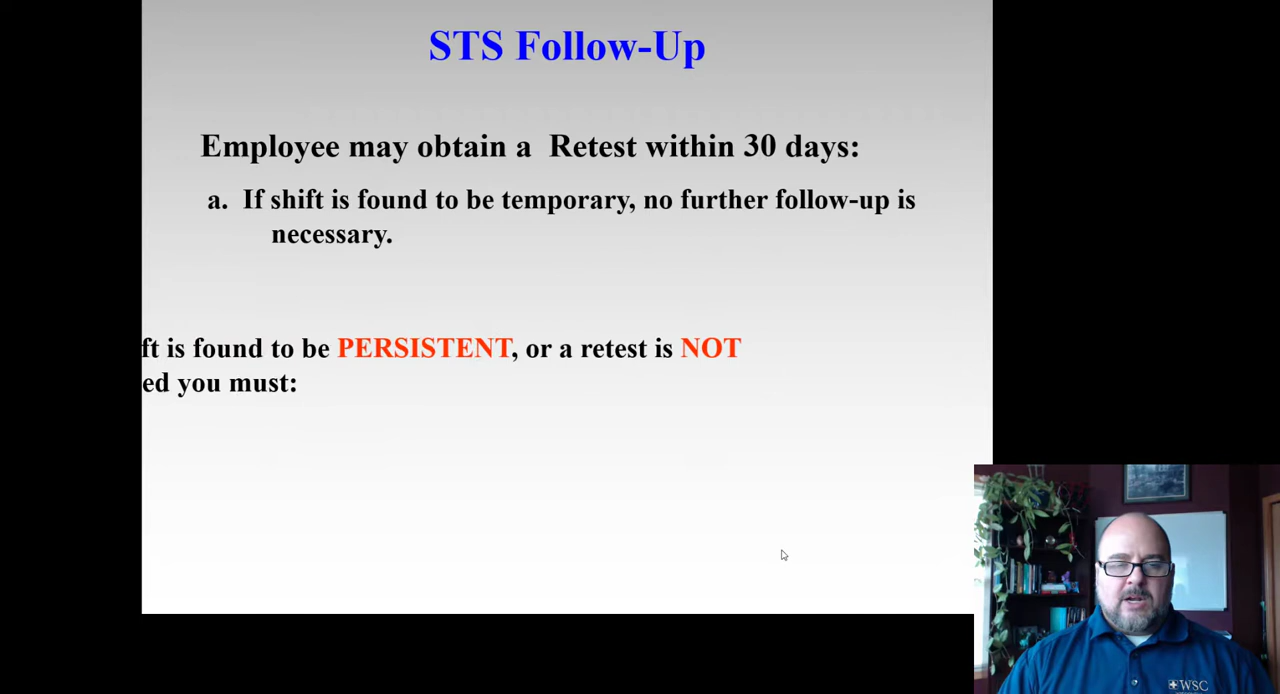 STS Follow-Up
Employee may obtain a Retest within 30 days:
a. If shift is found to be temporary, no further follow-up is
necessary.
ft is found to be PERSISTENT, or a retest is NOT
ed you must:
WSC